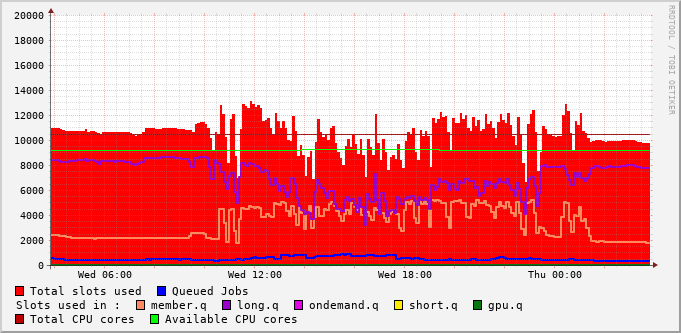 RRDTOOL / TOBI OETIKER
20000
18000
16000
14000
12000
10000
8000
6000
4000
2000
0
Wed 06:00 Wed 12:00 Wed 18:00 Thu 00:00
Total slots used Queued Jobs
Slots used in : member.q long.q ondemand.q short.q gpu.q
Total CPU cores Available CPU cores